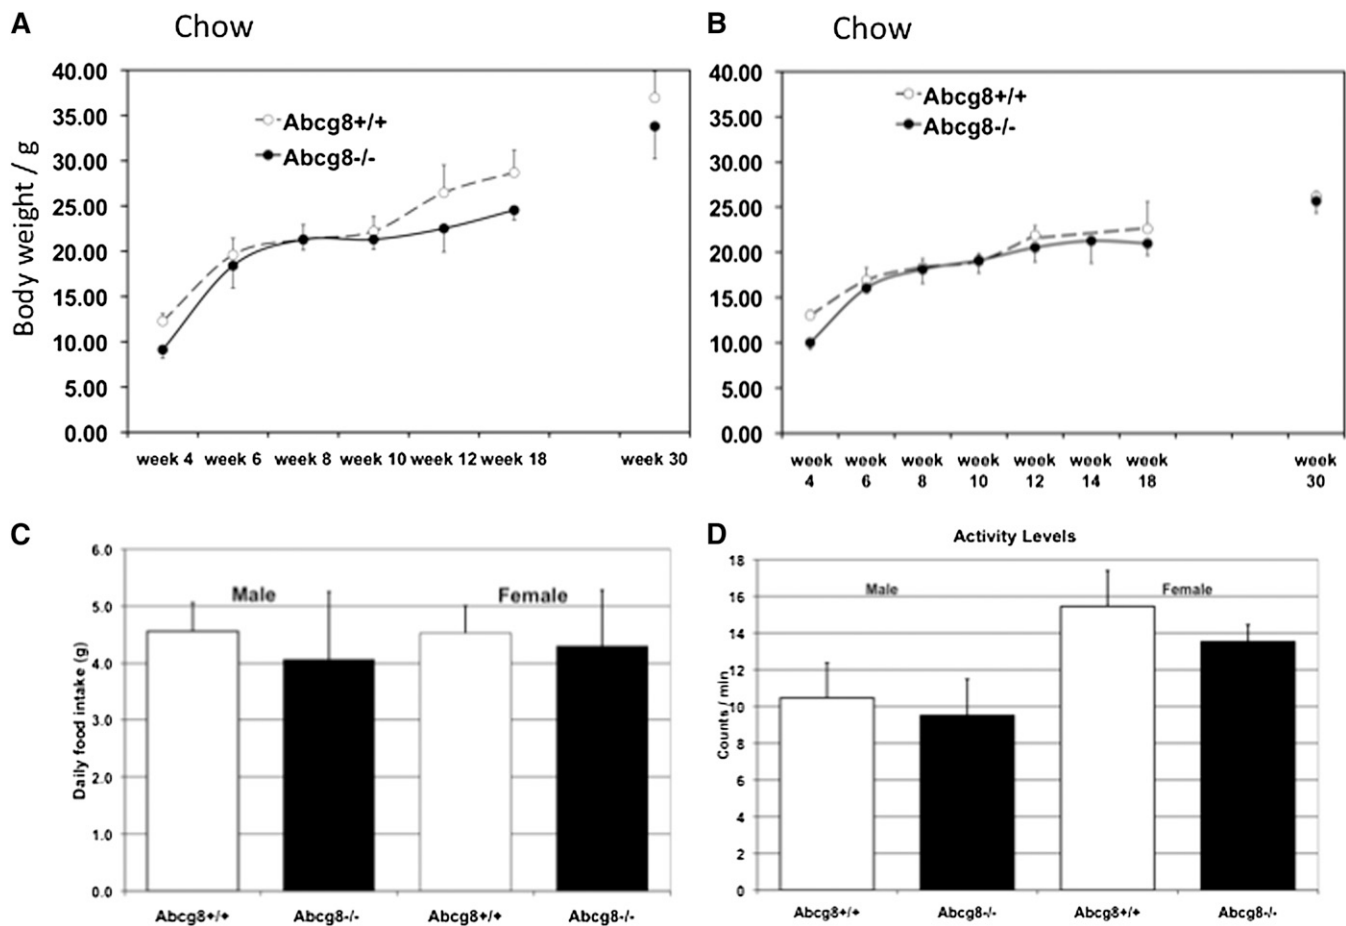 A
Chow
Body weight / g
40.00
35.00
30.00
25.00
20.00
15.00
10.00
5.00
0.00
Abcg8+/+
Abcg8-/-
week 4 week 6 week 8 week 10 week 12 week 18 week 30
B
Chow
40.00
35.00
30.00
25.00
20.00
15.00
10.00
5.00
0.00
Abcg8+/+
Abcg8-/-
week week week week week week week week
4 6 8 10 12 14 18 30
C
Daily food intake (g)
6.0
5.0
4.0
3.0
2.0
1.0
0.0
Male Female
Abcg8+/+ Abcg8-/- Abcg8+/+ Abcg8-/-
D
Activity Levels
Counts / min
18
16
14
12
10
8
6
4
2
0
Male Female
Abcg8+/+ Abcg8-/- Abcg8+/+ Abcg8-/-